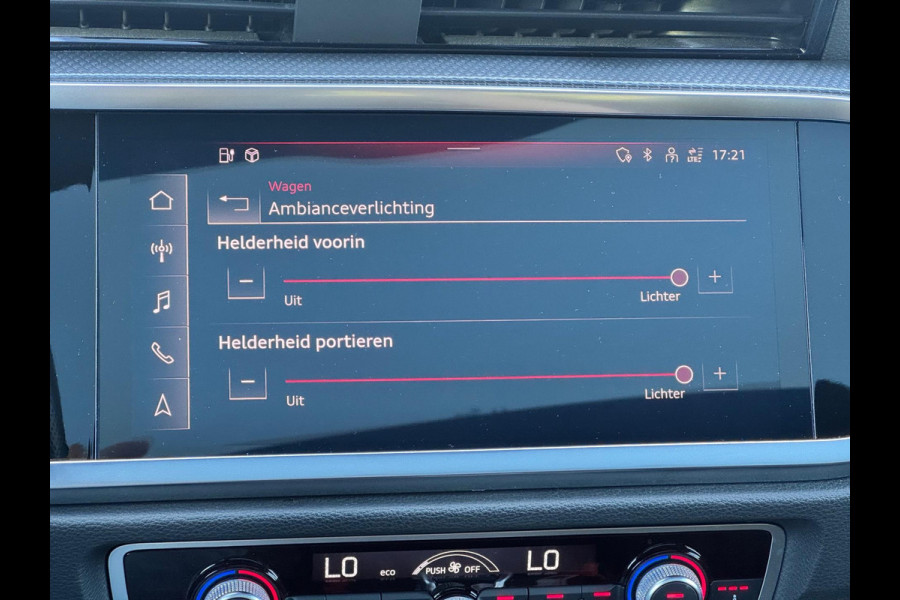 17:21
Wagen
Ambianceverlichting
Helderheid voorin
Uit
Lichter
Helderheid portieren
Uit
Lichter
LO eco PUSH OFF LO